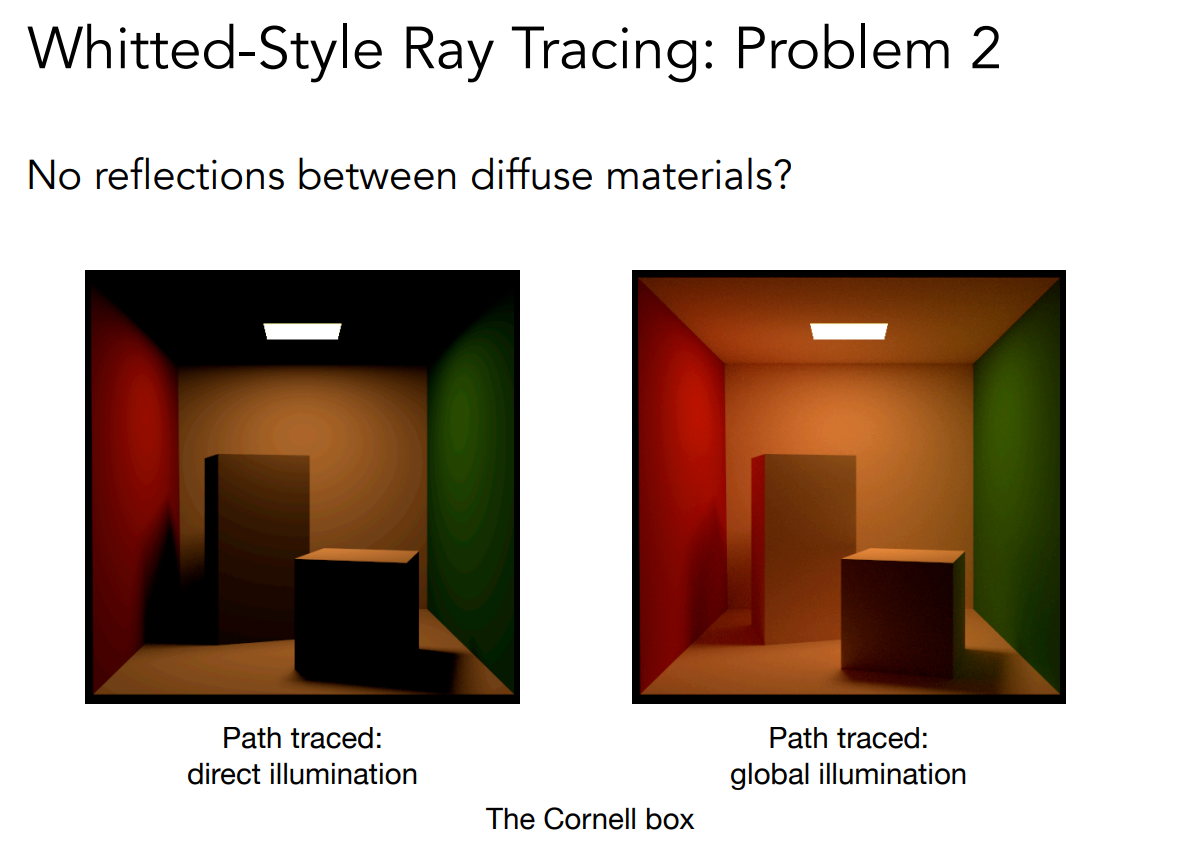 Whitted-Style Ray Tracing: Problem 2
No reflections between diffuse materials?
Path traced:
direct illumination
Path traced:
global illumination
The Cornell box